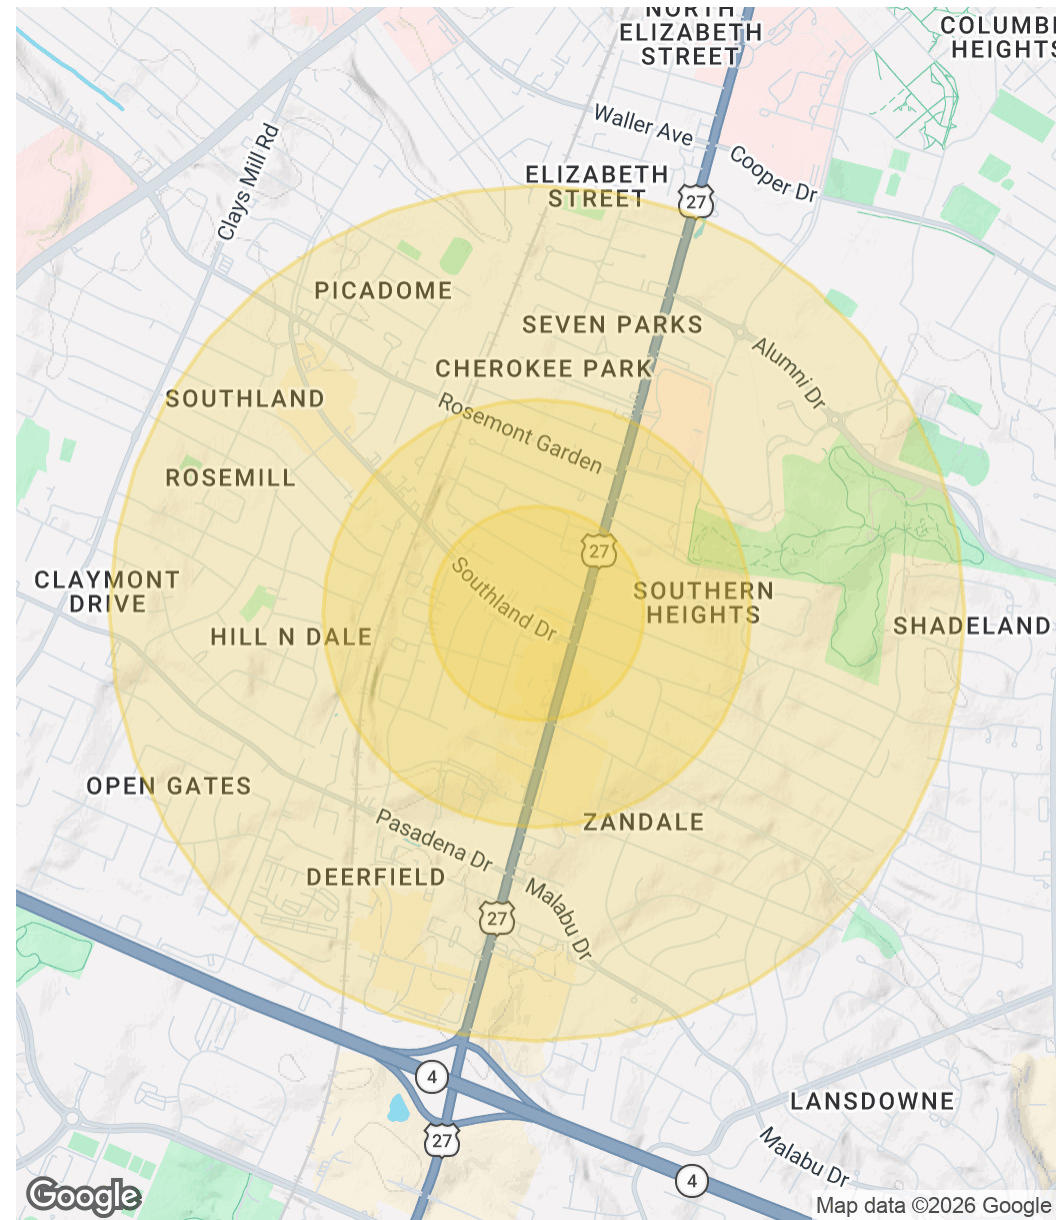 NORTH
ELIZABETH
STREET
COLUMBI
HEIGHTS
Waller Ave
Cooper Dr
Clays Mill Rd
ELIZABETH
STREET
27
PICADOME
SEVEN PARKS
CHEROKEE PARK
Alumni Dr
SOUTHLAND
Rosemont Garden
ROSEMILL
27
Southland Dr
CLAYMONT
DRIVE
SOUTHERN
HEIGHTS
HILL N DALE
SHADELAND
OPEN GATES
Pasadena Dr
ZANDALE
DEERFIELD
Malabu Dr
27
4
LANSDOWNE
27
Malabu Dr
4
Google
Map data ©2026 Google